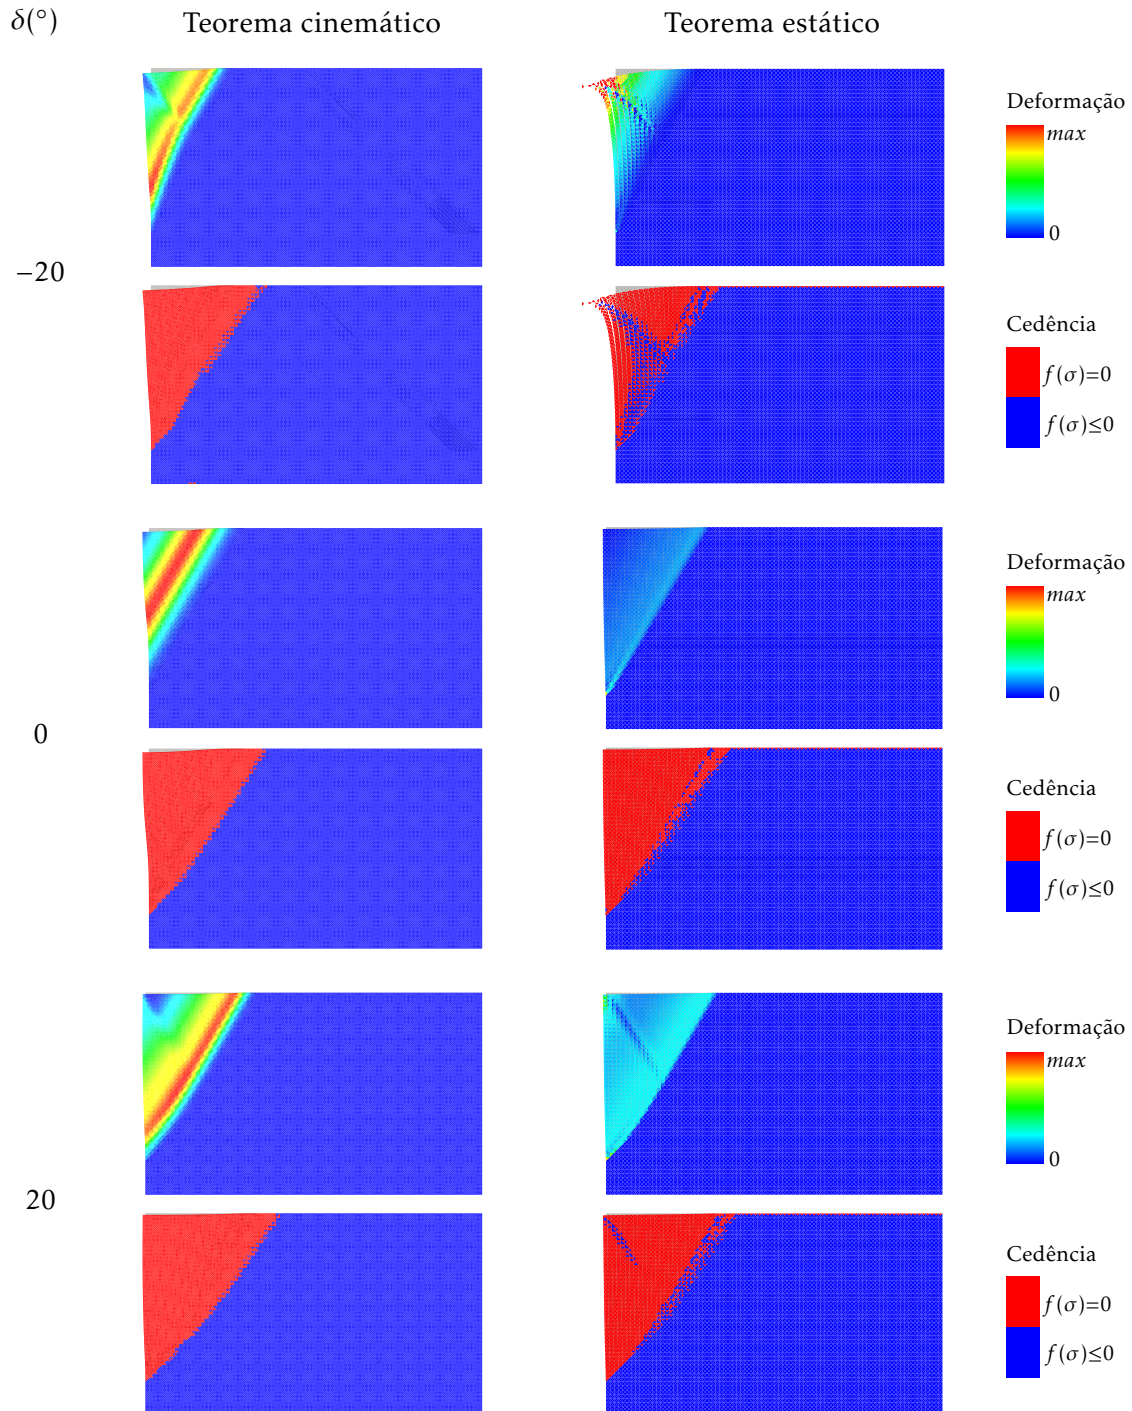 δ(°) Teorema cinemático Teorema estático
Deformação
max
0
−20
Cedência
f(σ)=0
f(σ)≤0
Deformação
max
0
0
Cedência
f(σ)=0
f(σ)≤0
Deformação
max
0
20
Cedência
f(σ)=0
f(σ)≤0